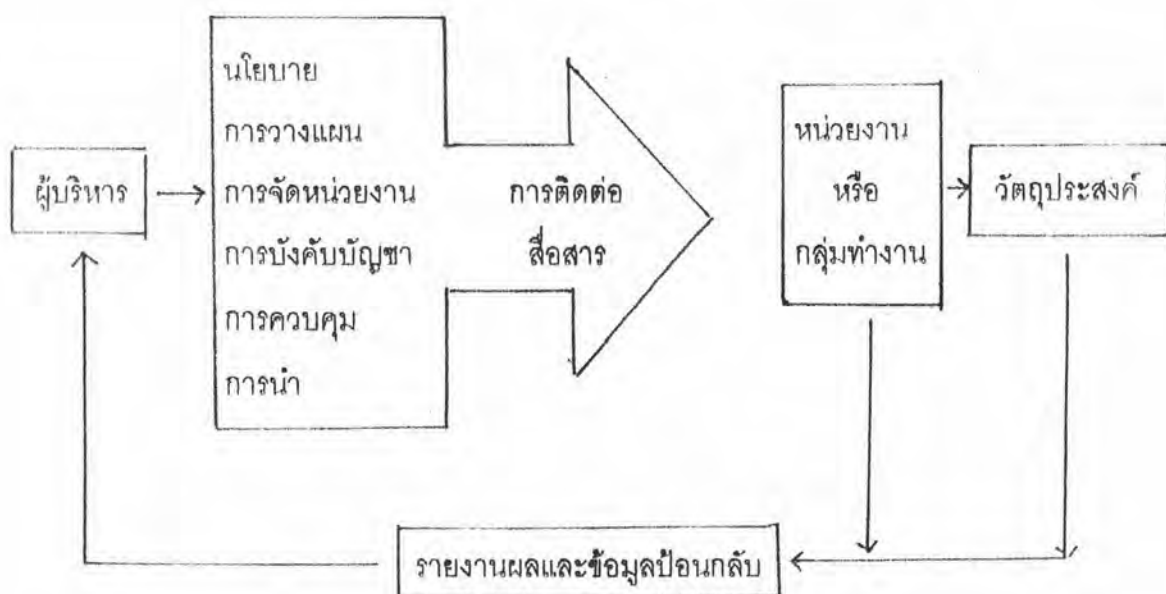 ผู้บริหาร
นโยบาย
การวางแผน
การจัดหน่วยงาน
การบังคับบัญชา
การควบคุม
การนำ
การติดต่อ
สื่อสาร
หน่วยงาน
หรือ
กลุ่มทำงาน
วัตถุประสงค์
รายงานผลและข้อมูลป้อนกลับ